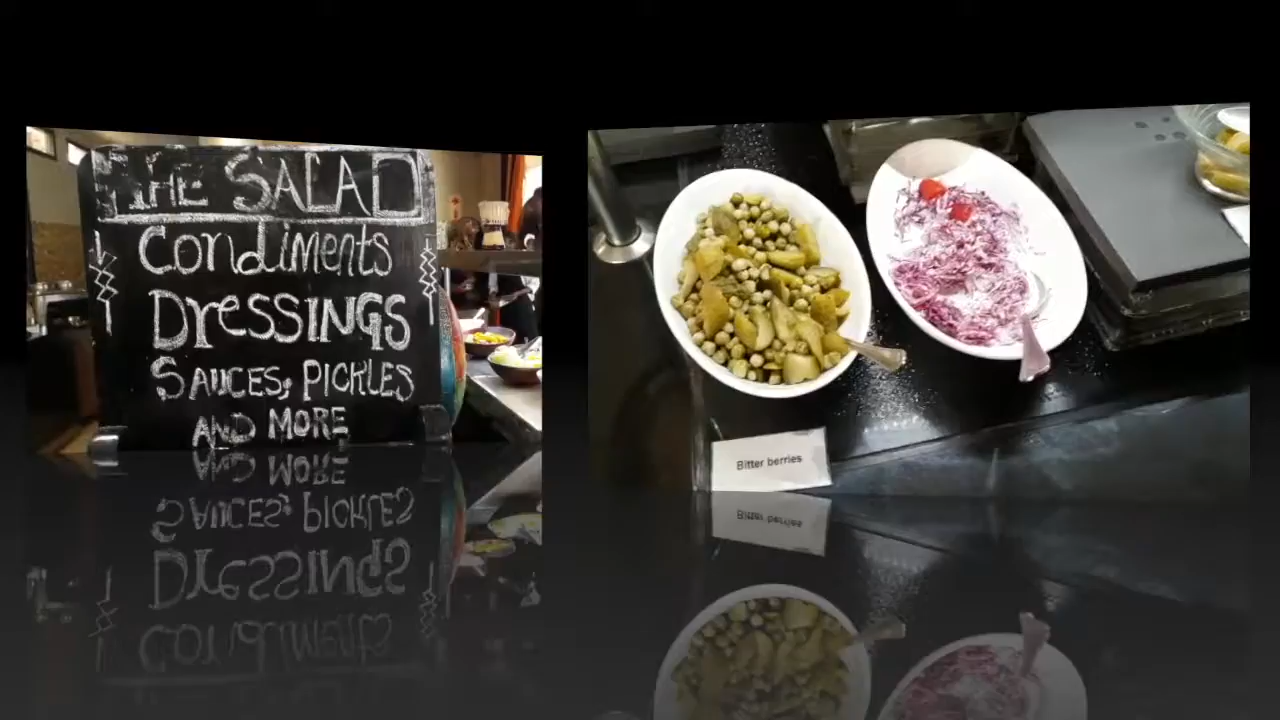 THE SALAD
Condiments
DressINGS
SAUCES, PICKLES
AND MORE
Bitter berries